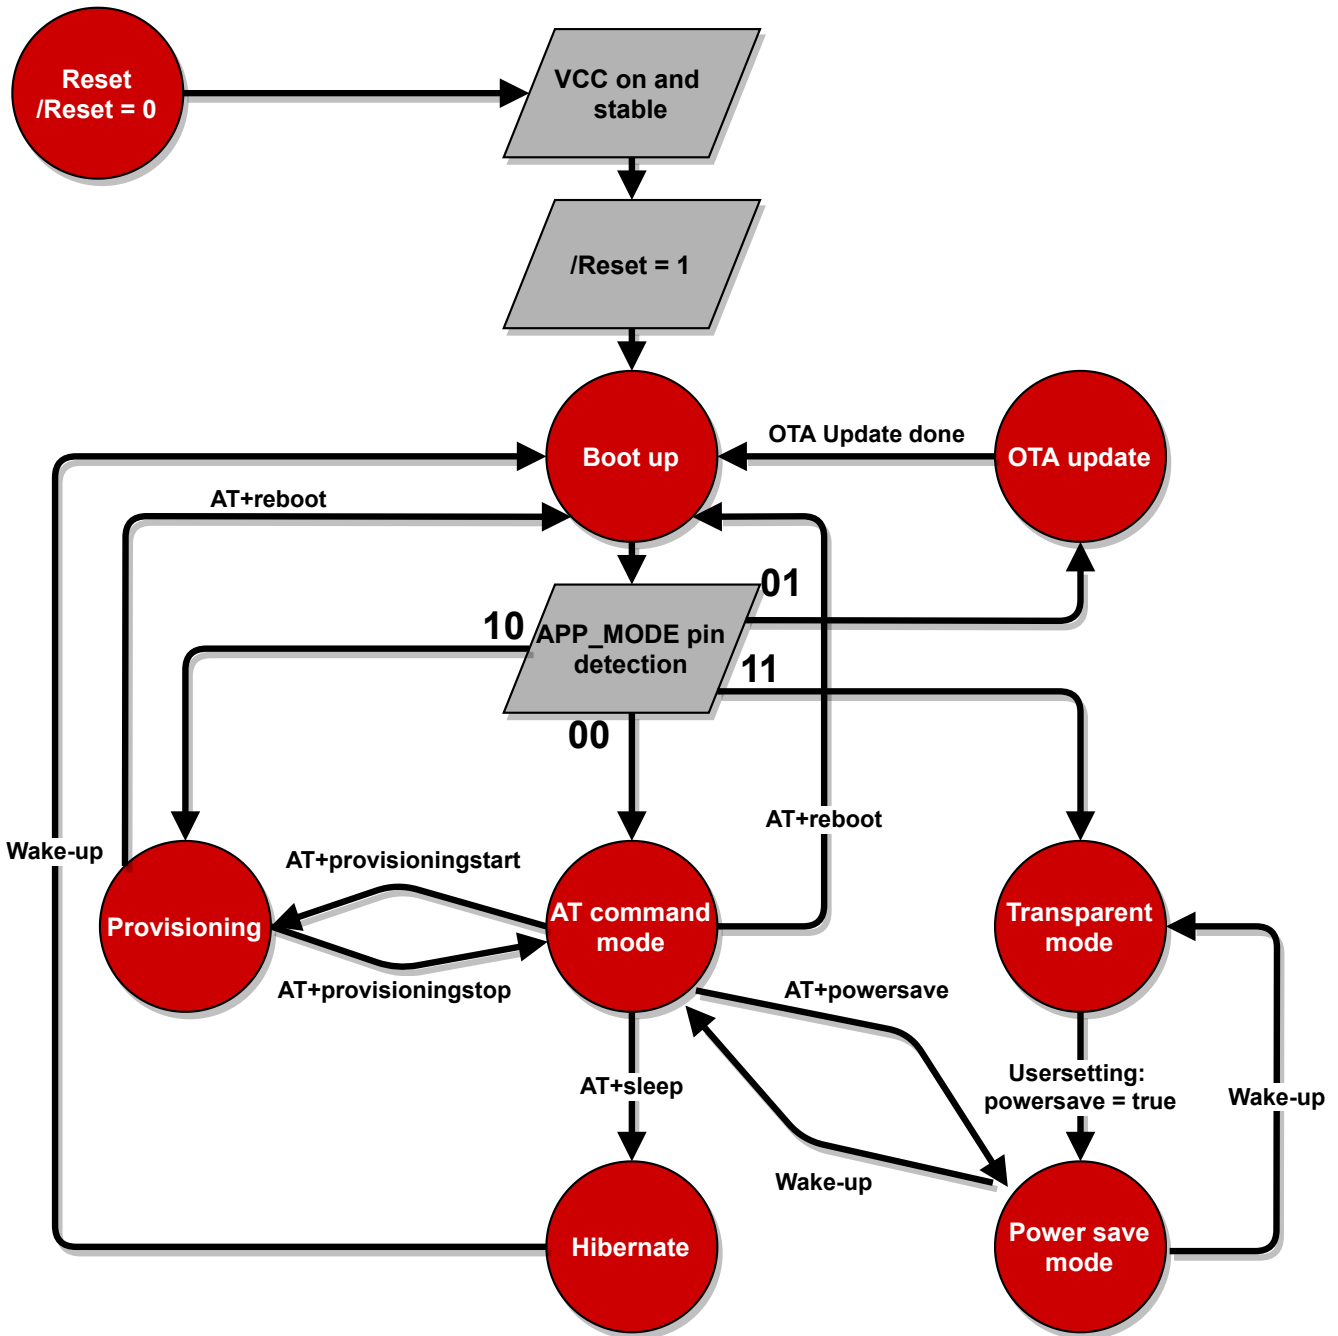 Reset
/Reset = 0
VCC on and
stable
/Reset = 1
Boot up
OTA Update done
OTA update
AT+reboot
01
10
APP_MODE pin
detection
11
00
AT+reboot
Wake-up
AT+provisioningstart
Provisioning
AT command
mode
Transparent
mode
AT+provisioningstop
AT+powersave
AT+sleep
Usersetting:
powersave = true
Wake-up
Wake-up
Hibernate
Power save
mode